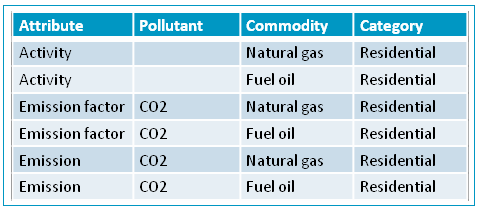 Attribute Pollutant Commodity Category
Activity Natural gas Residential
Activity Fuel oil Residential
Emission factor CO2 Natural gas Residential
Emission factor CO2 Fuel oil Residential
Emission CO2 Natural gas Residential
Emission CO2 Fuel oil Residential